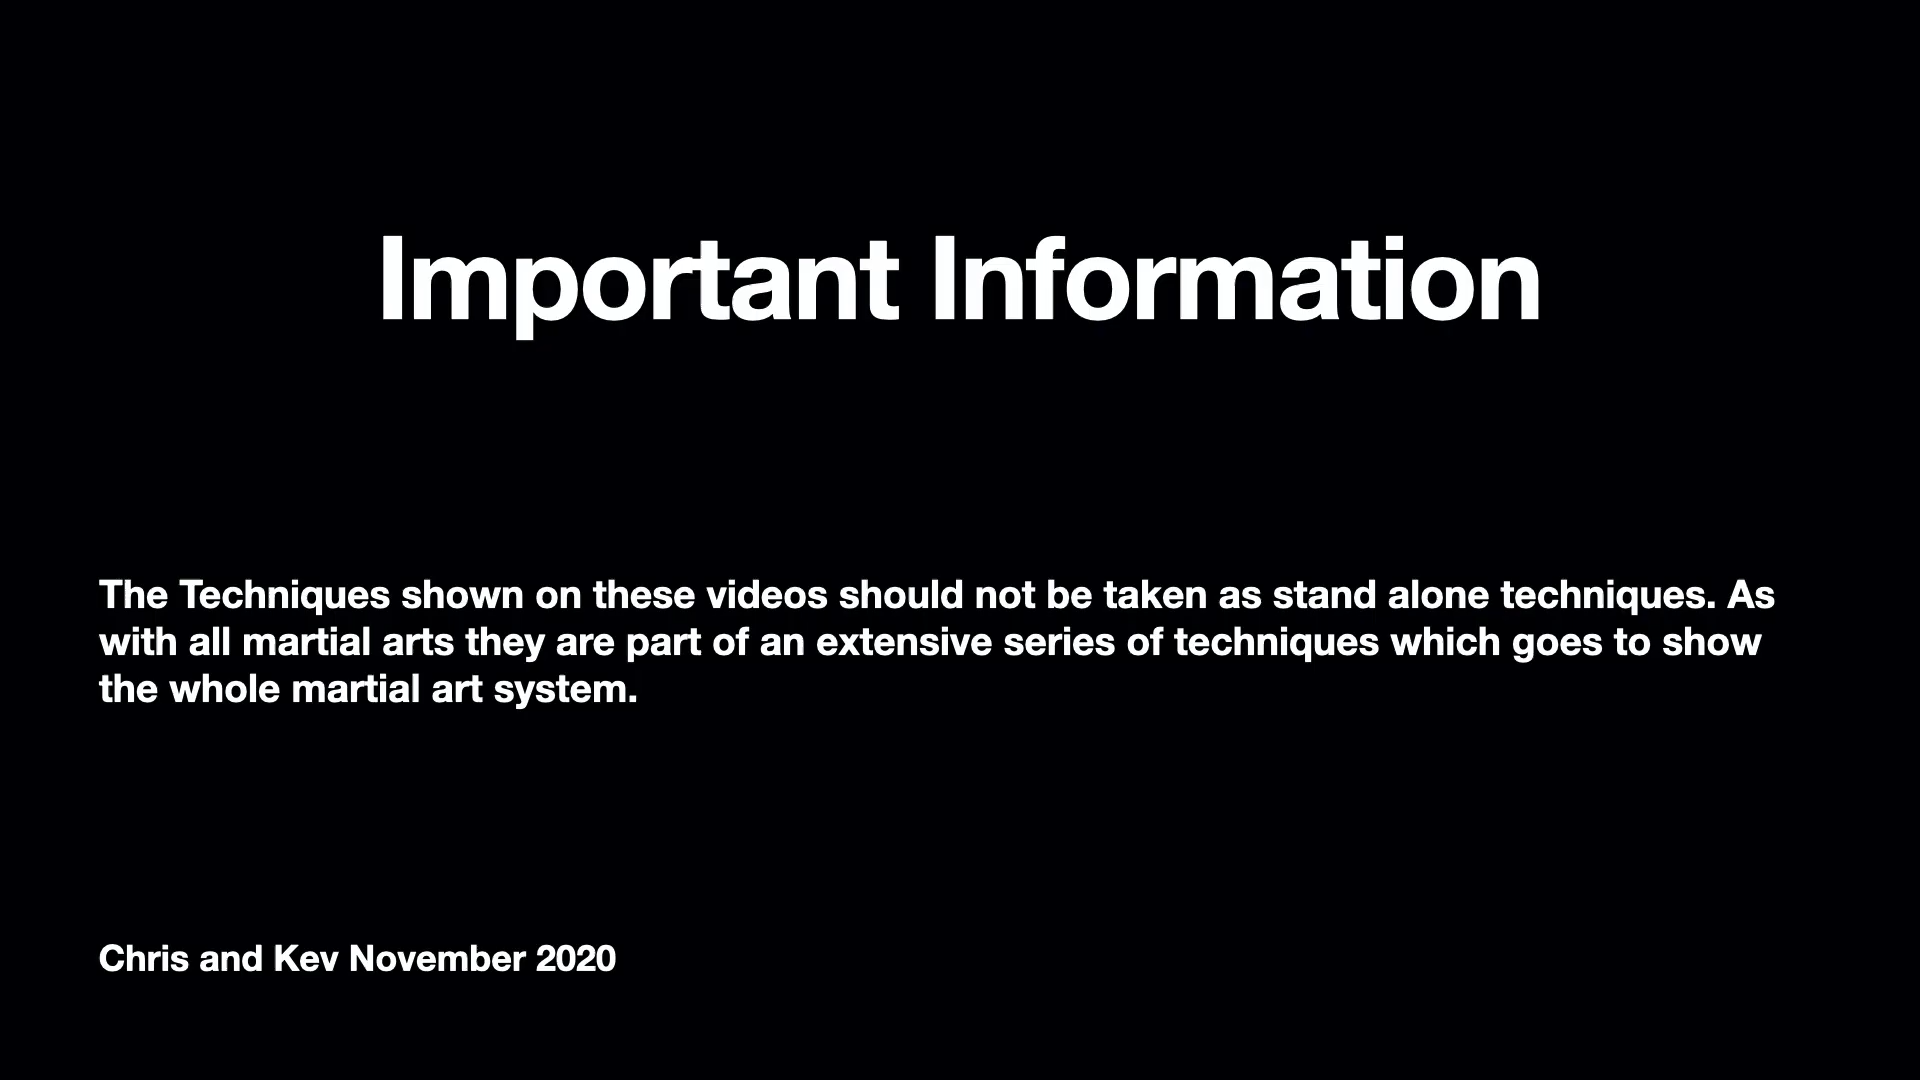 Important Information
The Techniques shown on these videos should not be taken as stand alone techniques. As
with all martial arts they are part of an extensive series of techniques which goes to show
the whole martial art system.
Chris and Kev November 2020